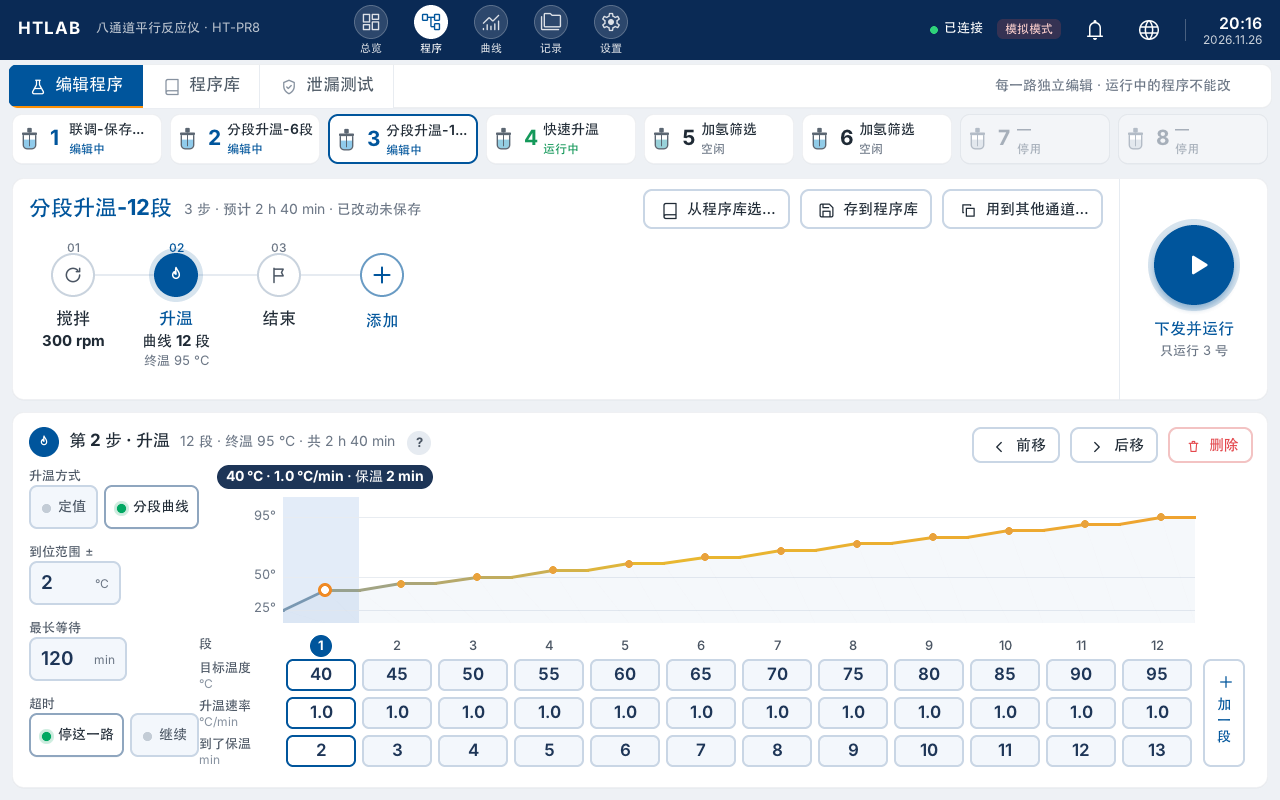 HTLAB 八通道平行反应仪 · HT-PR8
总览 程序 曲线 记录 设置
已连接 模拟模式
20:16
2026.11.26
编辑程序 程序库 泄漏测试 每一路独立编辑 · 运行中的程序不能改
1 联调-保存... 编辑中
2 分段升温-6段 编辑中
3 分段升温-1... 编辑中
4 快速升温 运行中
5 加氢筛选 空闲
6 加氢筛选 空闲
7 — 停用
8 — 停用
分段升温-12段 3 步 · 预计 2 h 40 min · 已改动未保存
从程序库选... 存到程序库 用到其他通道...
01 02 03
搅拌 升温 结束 添加
300 rpm 曲线 12 段
终温 95 °C
下发并运行
只运行 3 号
第 2 步 · 升温 12 段 · 终温 95 °C · 共 2 h 40 min ?
前移 后移 删除
升温方式
定值 分段曲线
到位范围 ±
2 °C
最长等待
120 min
超时
停这一路 继续
40 °C · 1.0 °C/min · 保温 2 min
95°
50°
25°
段 1 2 3 4 5 6 7 8 9 10 11 12
目标温度 °C 40 45 50 55 60 65 70 75 80 85 90 95
升温速率 °C/min 1.0 1.0 1.0 1.0 1.0 1.0 1.0 1.0 1.0 1.0 1.0 1.0
到了保温 min 2 3 4 5 6 7 8 9 10 11 12 13
加一段